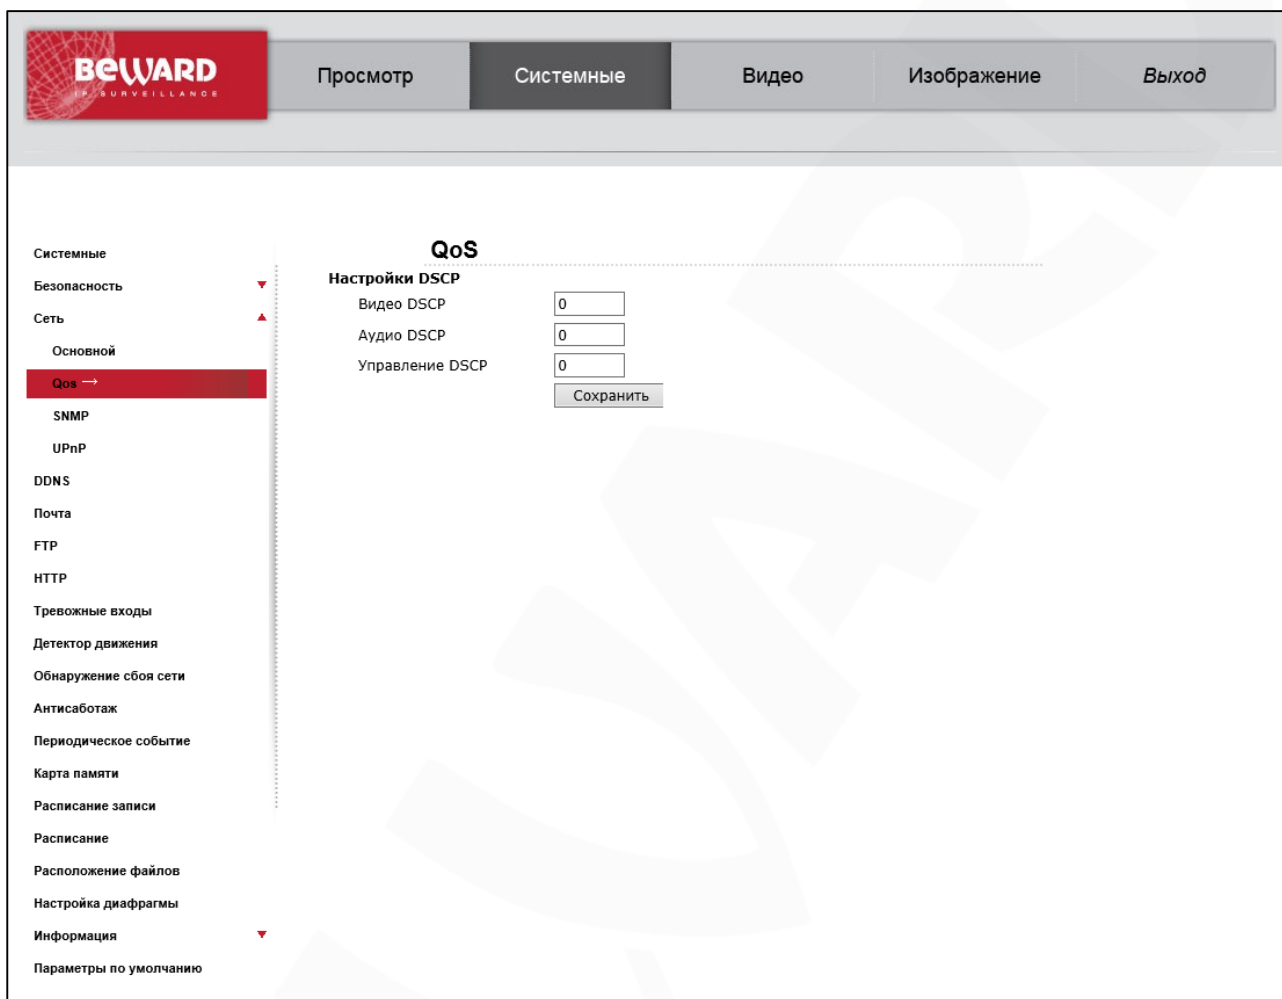 BEWARD
IP SURVEILLANCE
Просмотр
Системные
Видео
Изображение
Выход
Системные
Безопасность
Сеть
Основной
Qos →
SNMP
UPnP
DDNS
Почта
FTP
HTTP
Тревожные входы
Детектор движения
Обнаружение сбоя сети
Антисаботаж
Периодическое событие
Карта памяти
Расписание записи
Расписание
Расположение файлов
Настройка диафрагмы
Информация
Параметры по умолчанию
QoS
Настройки DSCP
Видео DSCP 0
Аудио DSCP 0
Управление DSCP 0
Сохранить